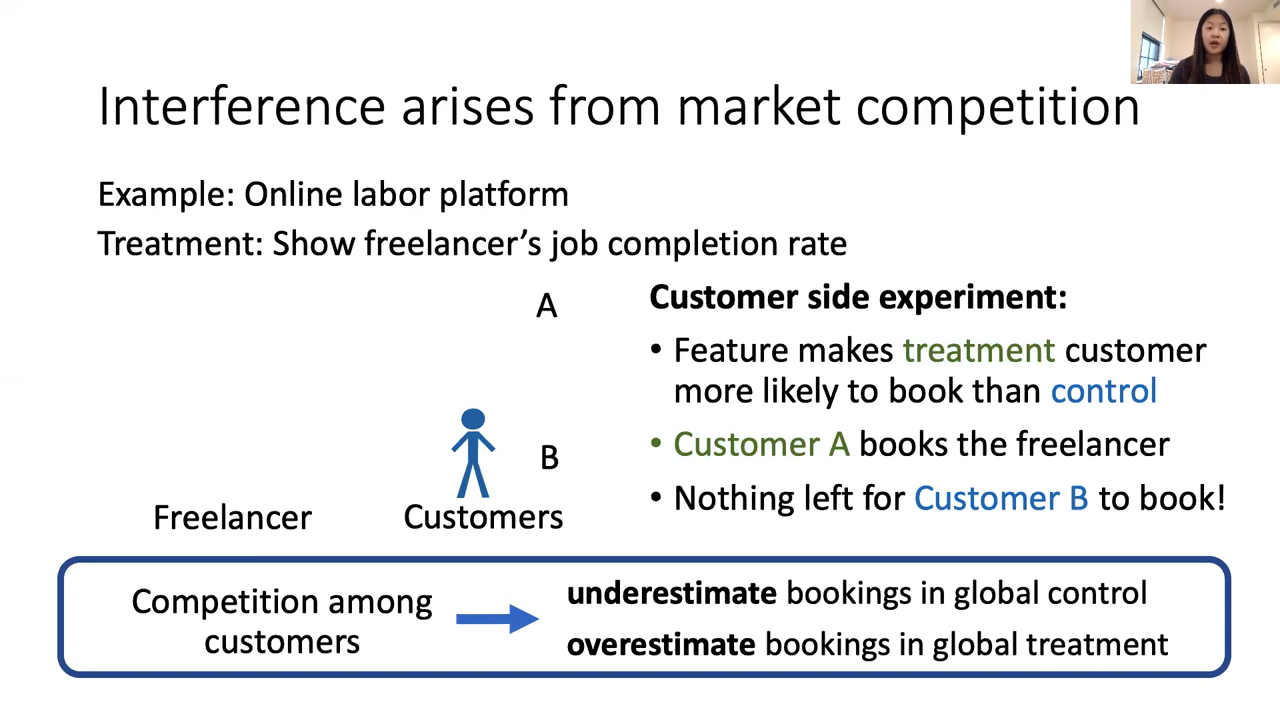 Interference arises from market competition
Example: Online labor platform
Treatment: Show freelancer’s job completion rate
A
B
Freelancer
Customers
Customer side experiment:
• Feature makes treatment customer
more likely to book than control
• Customer A books the freelancer
• Nothing left for Customer B to book!
Competition among
customers
underestimate bookings in global control
overestimate bookings in global treatment